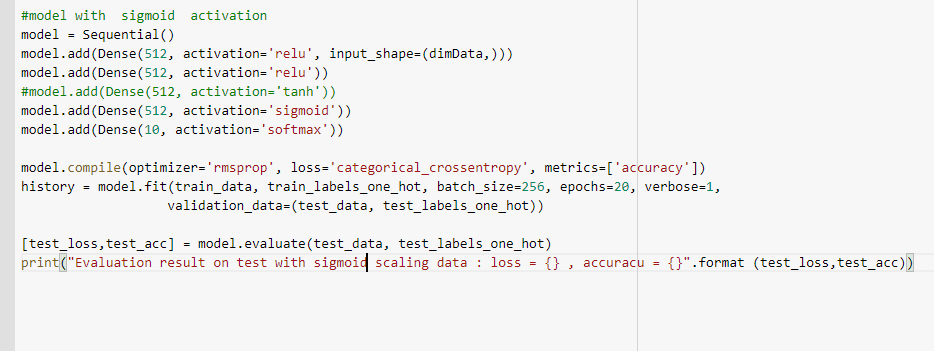 #model with  sigmoid  activation
model = Sequential()
model.add(Dense(512, activation='relu', input_shape=(dimData,)))
model.add(Dense(512, activation='relu'))
#model.add(Dense(512, activation='tanh'))
model.add(Dense(512, activation='sigmoid'))
model.add(Dense(10, activation='softmax'))
model.compile(optimizer='rmsprop', loss='categorical_crossentropy', metrics=['accuracy'])
history = model.fit(train_data, train_labels_one_hot, batch_size=256, epochs=20, verbose=1,
validation_data=(test_data, test_labels_one_hot))
[test_loss,test_acc] = model.evaluate(test_data, test_labels_one_hot)
print("Evaluation result on test with sigmoid scaling data : loss = {} , accuracu = {}".format (test_loss,test_acc))